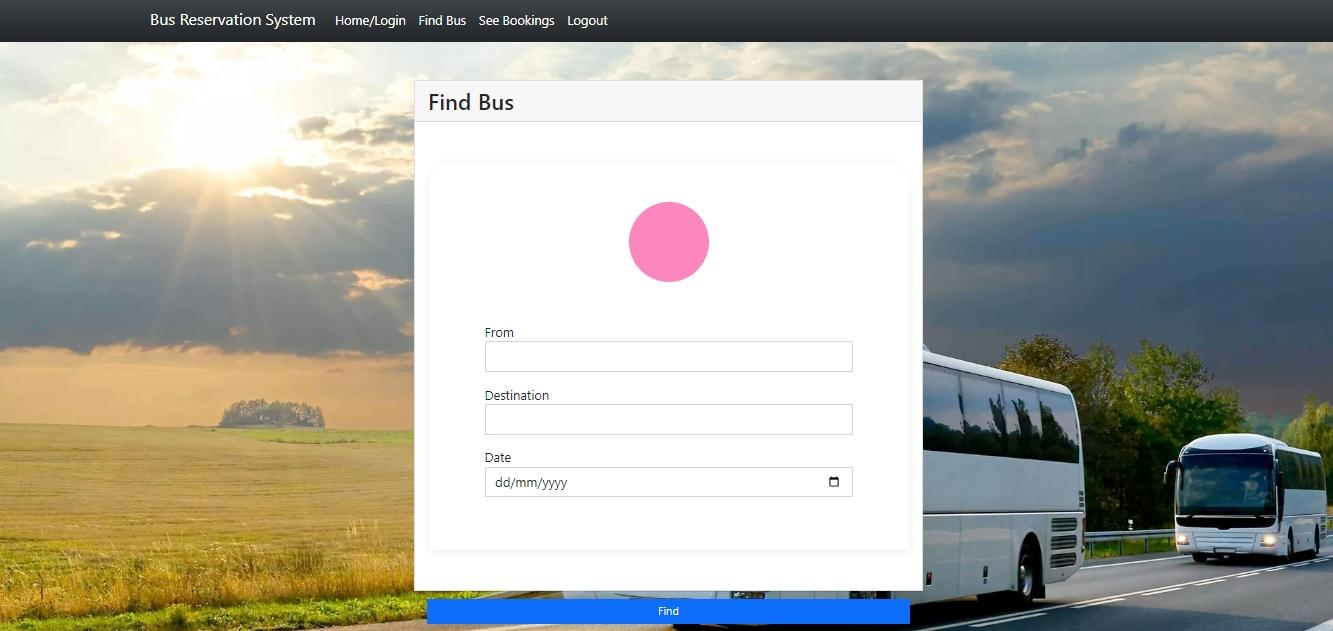 Bus Reservation System Home/Login Find Bus See Bookings Logout
Find Bus
From
Destination
Date
dd/mm/yyyy
Find